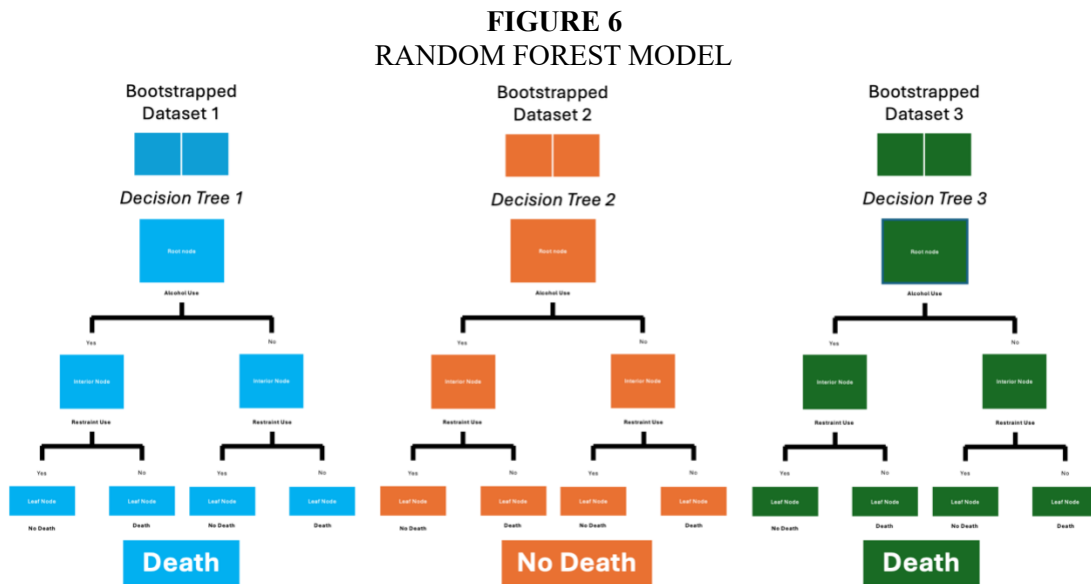 FIGURE 6
RANDOM FOREST MODEL
Bootstrapped
Dataset 1
Bootstrapped
Dataset 2
Bootstrapped
Dataset 3
Decision Tree 1
Decision Tree 2
Decision Tree 3
Root node
Root node
Root node
Alcohol Use
Alcohol Use
Alcohol Use
Yes
No
Yes
No
Yes
No
Interior Node
Interior Node
Interior Node
Interior Node
Interior Node
Interior Node
Restraint Use
Restraint Use
Restraint Use
Restraint Use
Restraint Use
Restraint Use
Yes
No
Yes
No
Yes
No
Yes
No
Yes
No
Yes
No
Leaf Node
Leaf Node
Leaf Node
Leaf Node
Leaf Node
Leaf Node
Leaf Node
Leaf Node
Leaf Node
Leaf Node
Leaf Node
Leaf Node
No Death
Death
No Death
Death
No Death
Death
No Death
Death
No Death
Death
No Death
Death
Death
No Death
Death